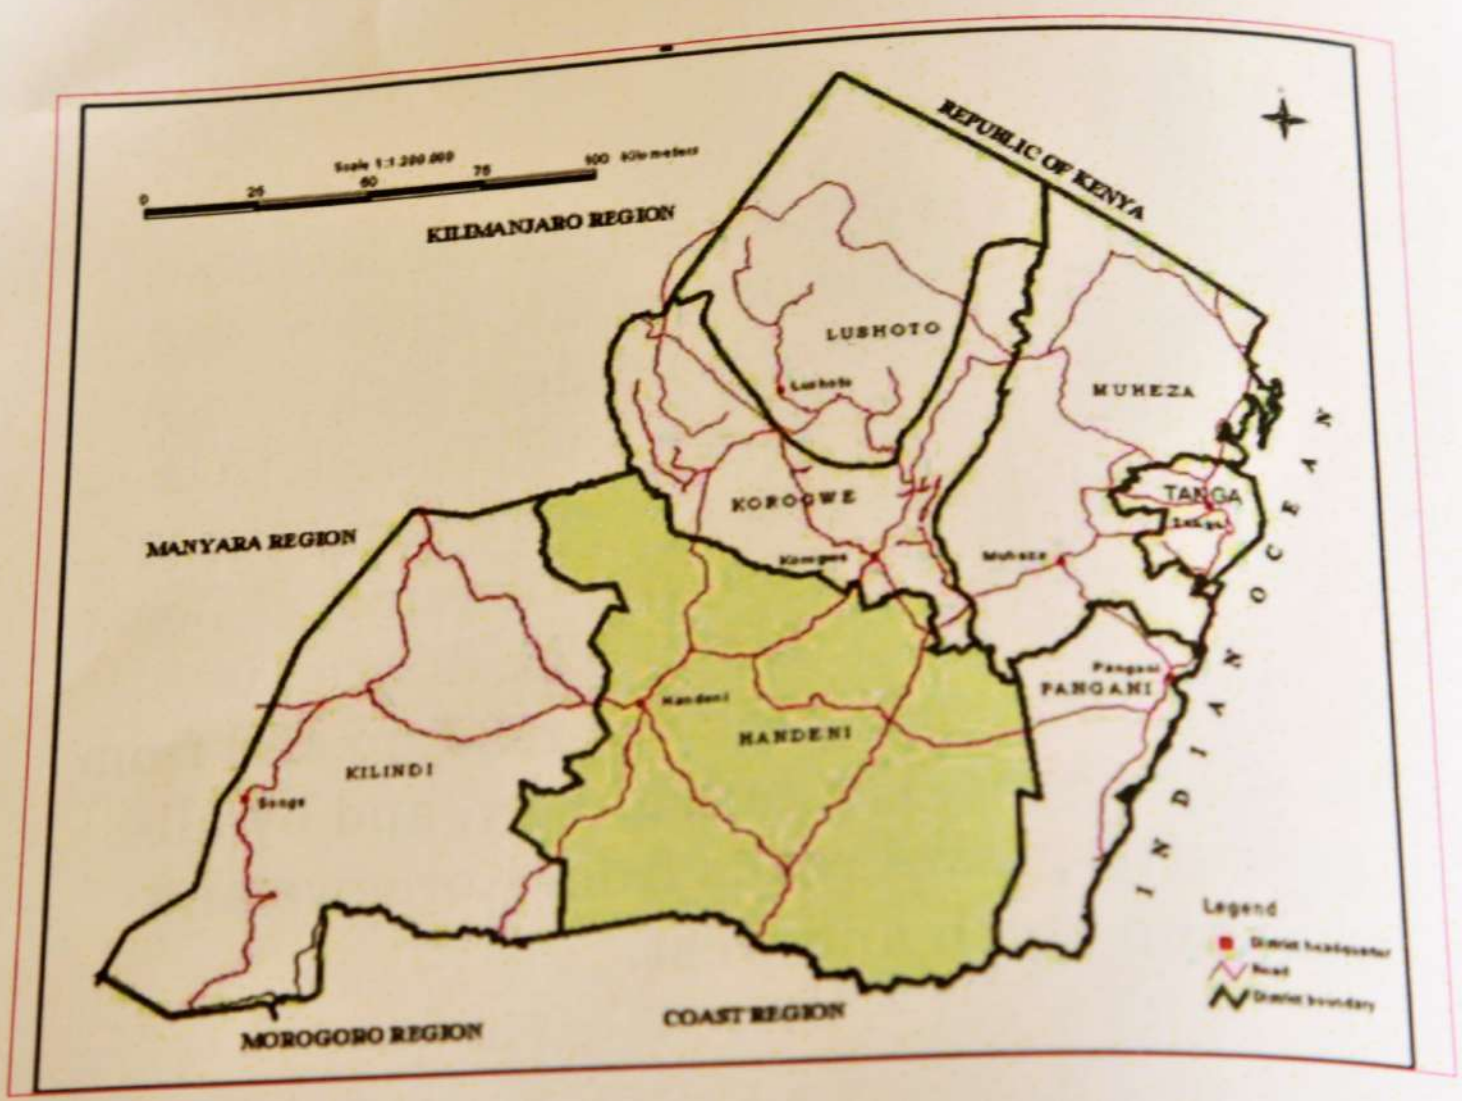 REPUBLIC OF KENYA
Scale 1:1.200 000
0 25 50 75 100 Kilometers
KILIMANJARO REGION
LUSHOTO
Lushoto
MUHEZA
KOROGWE
TANGA
Tanga
MANYARA REGION
Korogwe
Muheza
INDIAN OCEAN
Pangani
PANGANI
Handeni
HANDENI
KILINDI
Songe
Legend
District headquarter
Road
District boundary
COAST REGION
MOROGORO REGION